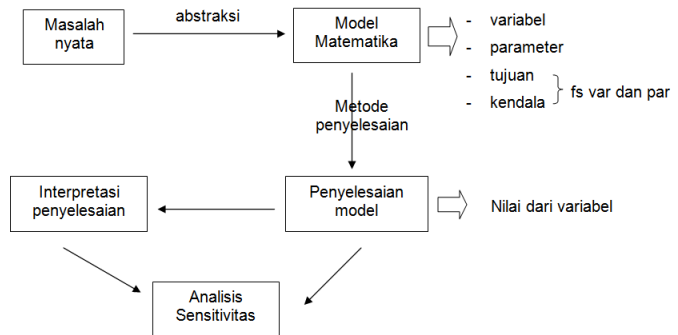 Masalah
nyata
abstraksi
Model
Matematika
- variabel
- parameter
- tujuan
- kendala
fs var dan par
Metode
penyelesaian
Interpretasi
penyelesaian
Penyelesaian
model
Nilai dari variabel
Analisis
Sensitivitas